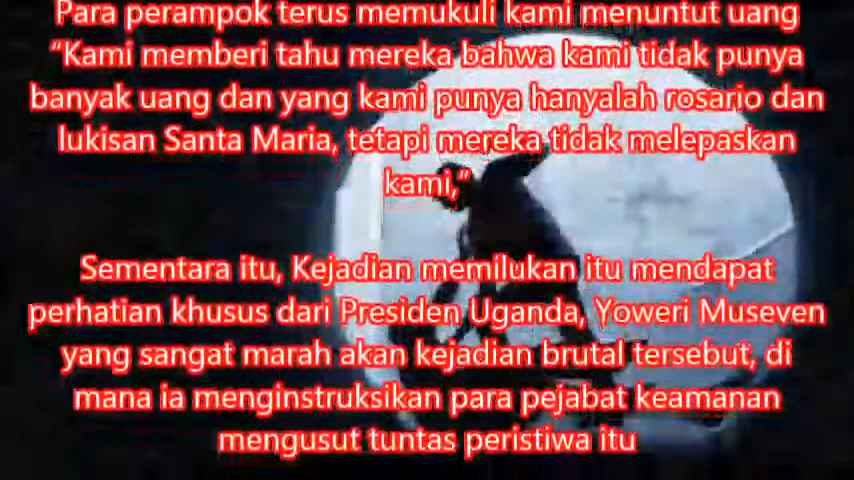 Para perampok terus memukuli kami menuntut uang
“Kami memberi tahu mereka bahwa kami tidak punya
banyak uang dan yang kami punya hanyalah rosario dan
lukisan Santa Maria, tetapi mereka tidak melepaskan
kami,”
Sementara itu, Kejadian memilukan itu mendapat
perhatian khusus dari Presiden Uganda, Yoweri Museven
yang sangat marah akan kejadian brutal tersebut, di
mana ia menginstruksikan para pejabat keamanan
mengusut tuntas peristiwa itu